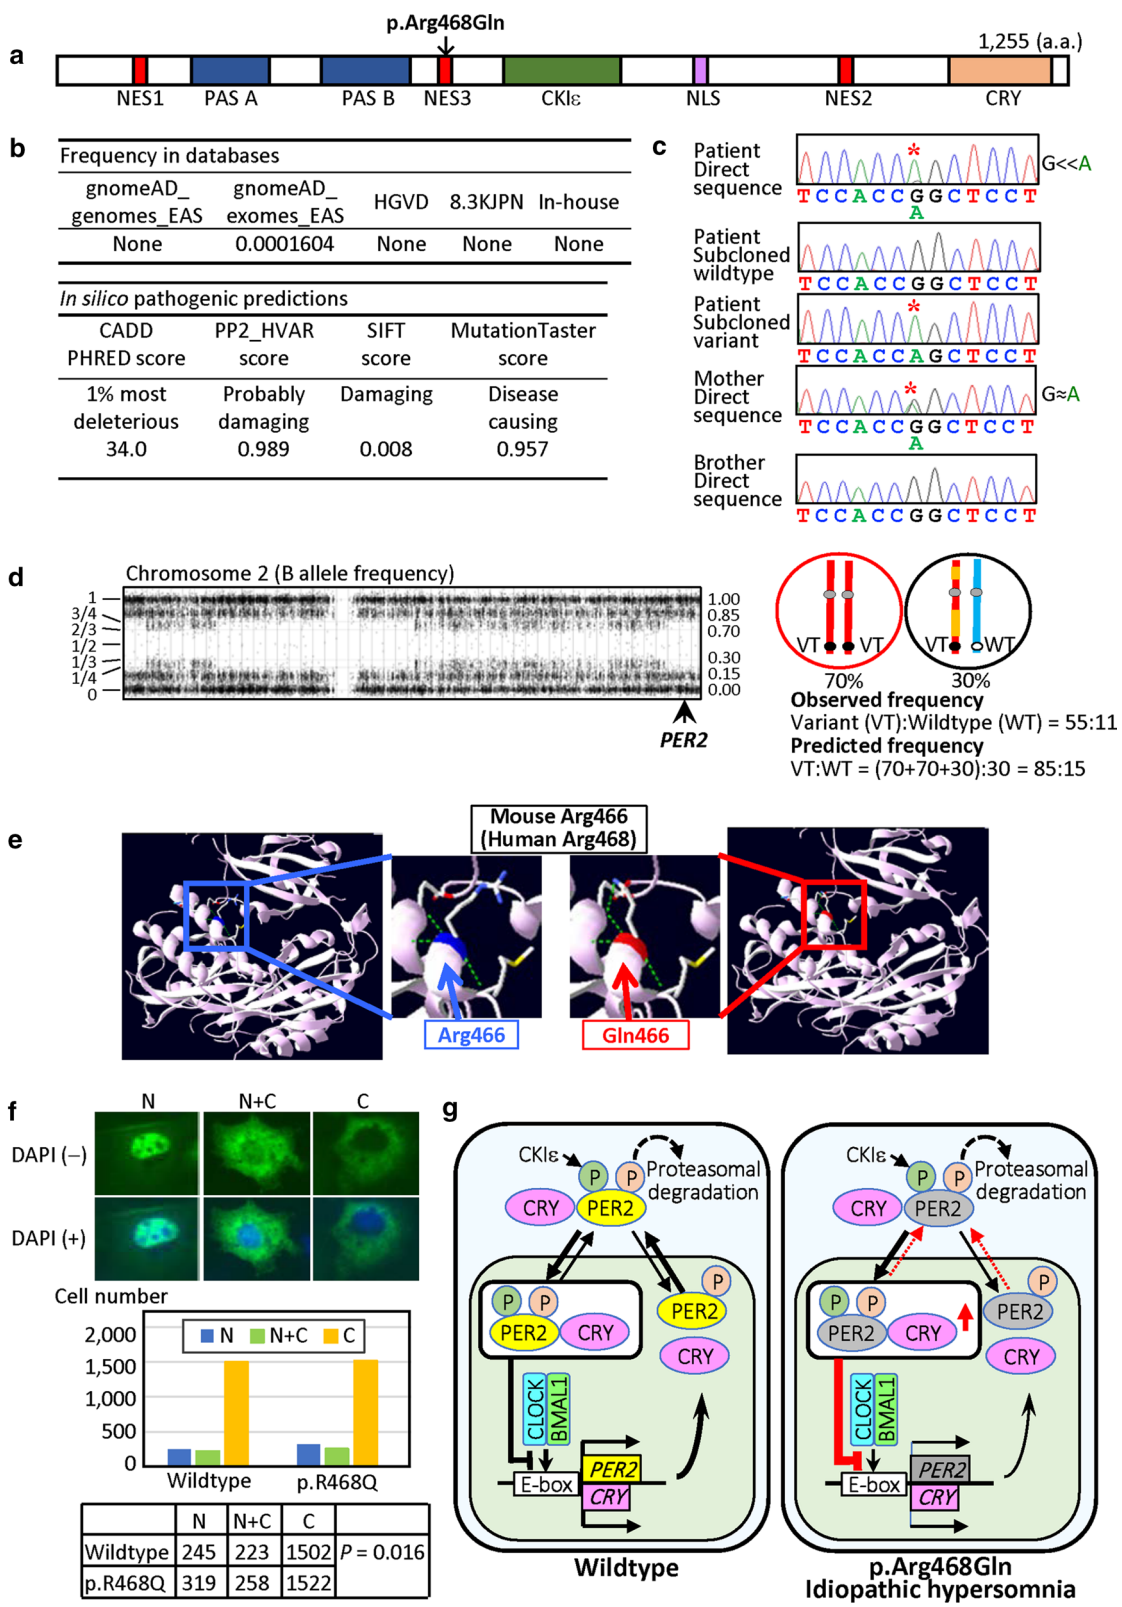 a
p.Arg468Gln
1,255 (a.a.)
NES1
PAS A
PAS B
NES3
CKIε
NLS
NES2
CRY
b
Frequency in databases
gnomeAD_
genomes_EAS
gnomeAD_
exomes_EAS
HGVD
8.3KJPN
In-house
None
0.0001604
None
None
None
In silico pathogenic predictions
CADD
PHRED score
PP2_HVAR
score
SIFT
score
MutationTaster
score
1% most
deleterious
34.0
Probably
damaging
0.989
Damaging
0.008
Disease
causing
0.957
c
Patient
Direct
sequence
*
G<<A
TCCACCGGCTCCT
A
Patient
Subcloned
wildtype
TCCACCGGCTCCT
Patient
Subcloned
variant
*
TCCACCAGCTCCT
Mother
Direct
sequence
*
G≈A
TCCACCGGCTCCT
A
Brother
Direct
sequence
TCCACCGGCTCCT
d
Chromosome 2 (B allele frequency)
1
3/4
2/3
1/2
1/3
1/4
0
1.00
0.85
0.70
0.30
0.15
0.00
PER2
VT
VT
VT
WT
70%
30%
Observed frequency
Variant (VT):Wildtype (WT) = 55:11
Predicted frequency
VT:WT = (70+70+30):30 = 85:15
e
Mouse Arg466
(Human Arg468)
Arg466
Gln466
f
N
N+C
C
DAPI (−)
DAPI (+)
Cell number
2,000
1,500
1,000
500
0
N
N+C
C
Wildtype
p.R468Q
N
N+C
C
Wildtype
245
223
1502
P = 0.016
p.R468Q
319
258
1522
g
CKIε
P
P
Proteasomal
degradation
CRY
PER2
P
P
PER2
CRY
P
PER2
CRY
CLOCK
BMAL1
E-box
PER2
CRY
Wildtype
CKIε
P
P
Proteasomal
degradation
CRY
PER2
P
P
PER2
CRY
P
PER2
CRY
CLOCK
BMAL1
E-box
PER2
CRY
p.Arg468Gln
Idiopathic hypersomnia